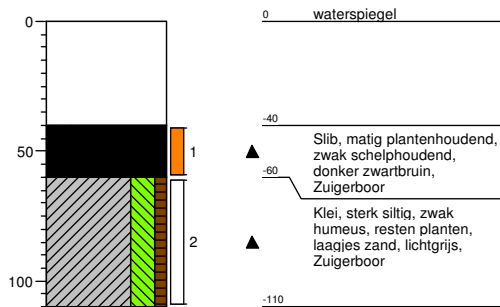 0
50
100
1
2
0
waterspiegel
-40
Slib, matig plantenhoudend,
zwak schelphoudend,
donker zwartbruin,
Zuigerboor
-60
Klei, sterk siltig, zwak
humeus, resten planten,
laagjes zand, lichtgrijs,
Zuigerboor
-110